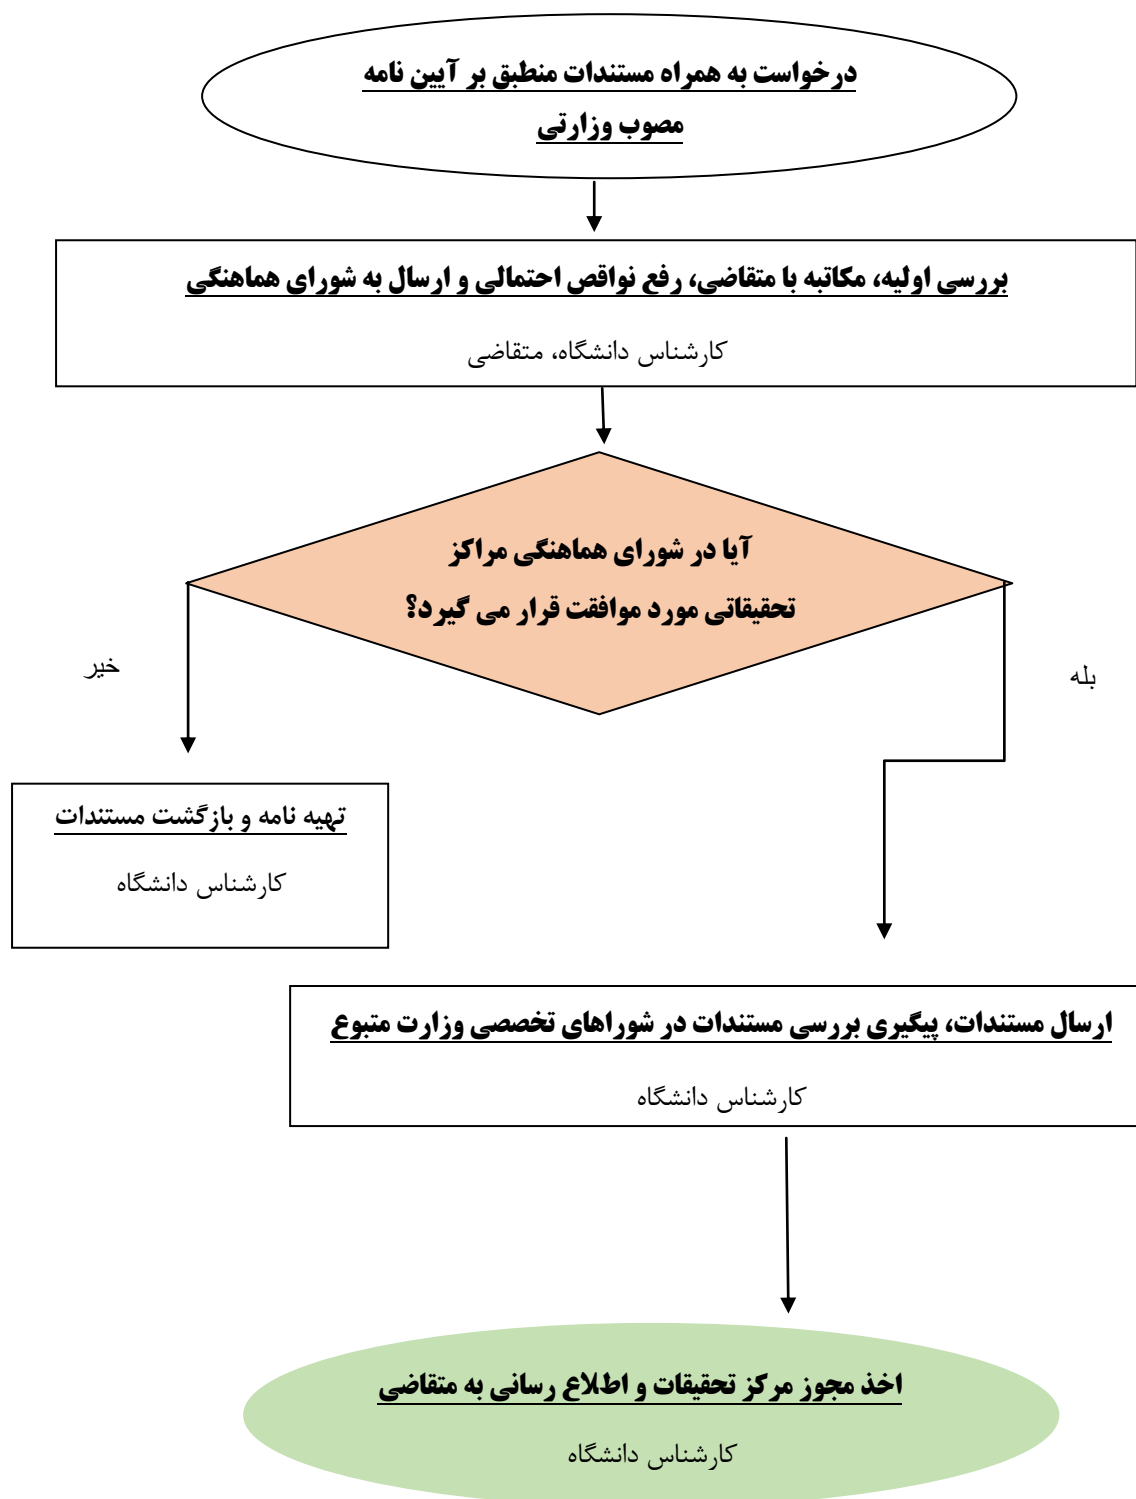 درخواست به همراه مستندات منطبق بر آیین نامه
مصوب وزارتی
بررسی اولیه، مکاتبه با متقاضی، رفع نواقص احتمالی و ارسال به شورای هماهنگی
کارشناس دانشگاه، متقاضی
آیا در شورای هماهنگی مراکز
تحقیقاتی مورد موافقت قرار می گیرد؟
بله
خیر
تهیه نامه و بازگشت مستندات
کارشناس دانشگاه
ارسال مستندات، پیگیری بررسی مستندات در شوراهای تخصصی وزارت متبوع
کارشناس دانشگاه
اخذ مجوز مرکز تحقیقات و اطلاع رسانی به متقاضی
کارشناس دانشگاه